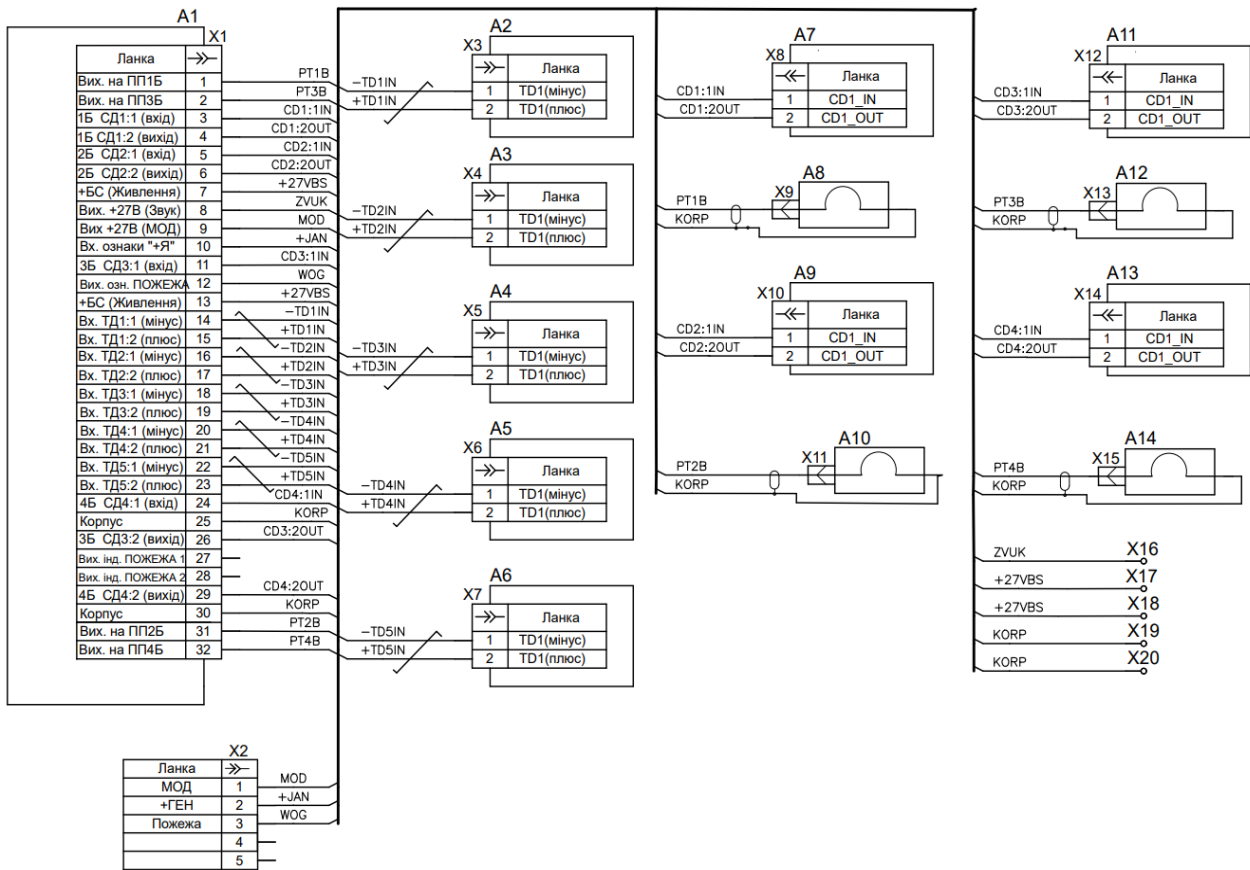 A1
X1
Ланка
Вих. на ПП1Б 1 PT1B
Вих. на ПП3Б 2 PT3B
1Б СД1:1 (вхід) 3 CD1:1IN
1Б СД1:2 (вихід) 4 CD1:2OUT
2Б СД2:1 (вхід) 5 CD2:1IN
2Б СД2:2 (вихід) 6 CD2:2OUT
+БС (Живлення) 7 +27VBS
Вих. +27В (Звук) 8 ZVUK
Вих +27В (МОД) 9 MOD
Вх. ознаки "+Я" 10 +JAN
3Б СД3:1 (вхід) 11 CD3:1IN
Вих. озн. ПОЖЕЖА 12 WOG
+БС (Живлення) 13 +27VBS
Вх. ТД1:1 (мінус) 14 −TD1IN
Вх. ТД1:2 (плюс) 15 +TD1IN
Вх. ТД2:1 (мінус) 16 −TD2IN
Вх. ТД2:2 (плюс) 17 +TD2IN
Вх. ТД3:1 (мінус) 18 −TD3IN
Вх. ТД3:2 (плюс) 19 +TD3IN
Вх. ТД4:1 (мінус) 20 −TD4IN
Вх. ТД4:2 (плюс) 21 +TD4IN
Вх. ТД5:1 (мінус) 22 −TD5IN
Вх. ТД5:2 (плюс) 23 +TD5IN
4Б СД4:1 (вхід) 24 CD4:1IN
Корпус 25 KORP
3Б СД3:2 (вихід) 26 CD3:2OUT
Вих. інд. ПОЖЕЖА 1 27
Вих. інд. ПОЖЕЖА 2 28
4Б СД4:2 (вихід) 29 CD4:2OUT
Корпус 30 KORP
Вих. на ПП2Б 31 PT2B
Вих. на ПП4Б 32 PT4B
X2
Ланка
МОД 1 MOD
+ГЕН 2 +JAN
Пожежа 3 WOG
4
5
A2
X3
Ланка
−TD1IN 1 TD1(мінус)
+TD1IN 2 TD1(плюс)
A3
X4
Ланка
−TD2IN 1 TD1(мінус)
+TD2IN 2 TD1(плюс)
A4
X5
Ланка
−TD3IN 1 TD1(мінус)
+TD3IN 2 TD1(плюс)
A5
X6
Ланка
−TD4IN 1 TD1(мінус)
+TD4IN 2 TD1(плюс)
A6
X7
Ланка
−TD5IN 1 TD1(мінус)
+TD5IN 2 TD1(плюс)
A7
X8
Ланка
CD1:1IN 1 CD1_IN
CD1:2OUT 2 CD1_OUT
A8
X9
PT1B
KORP
A9
X10
Ланка
CD2:1IN 1 CD1_IN
CD2:2OUT 2 CD1_OUT
A10
X11
PT2B
KORP
A11
X12
Ланка
CD3:1IN 1 CD1_IN
CD3:2OUT 2 CD1_OUT
A12
X13
PT3B
KORP
A13
X14
Ланка
CD4:1IN 1 CD1_IN
CD4:2OUT 2 CD1_OUT
A14
X15
PT4B
KORP
ZVUK X16
+27VBS X17
+27VBS X18
KORP X19
KORP X20